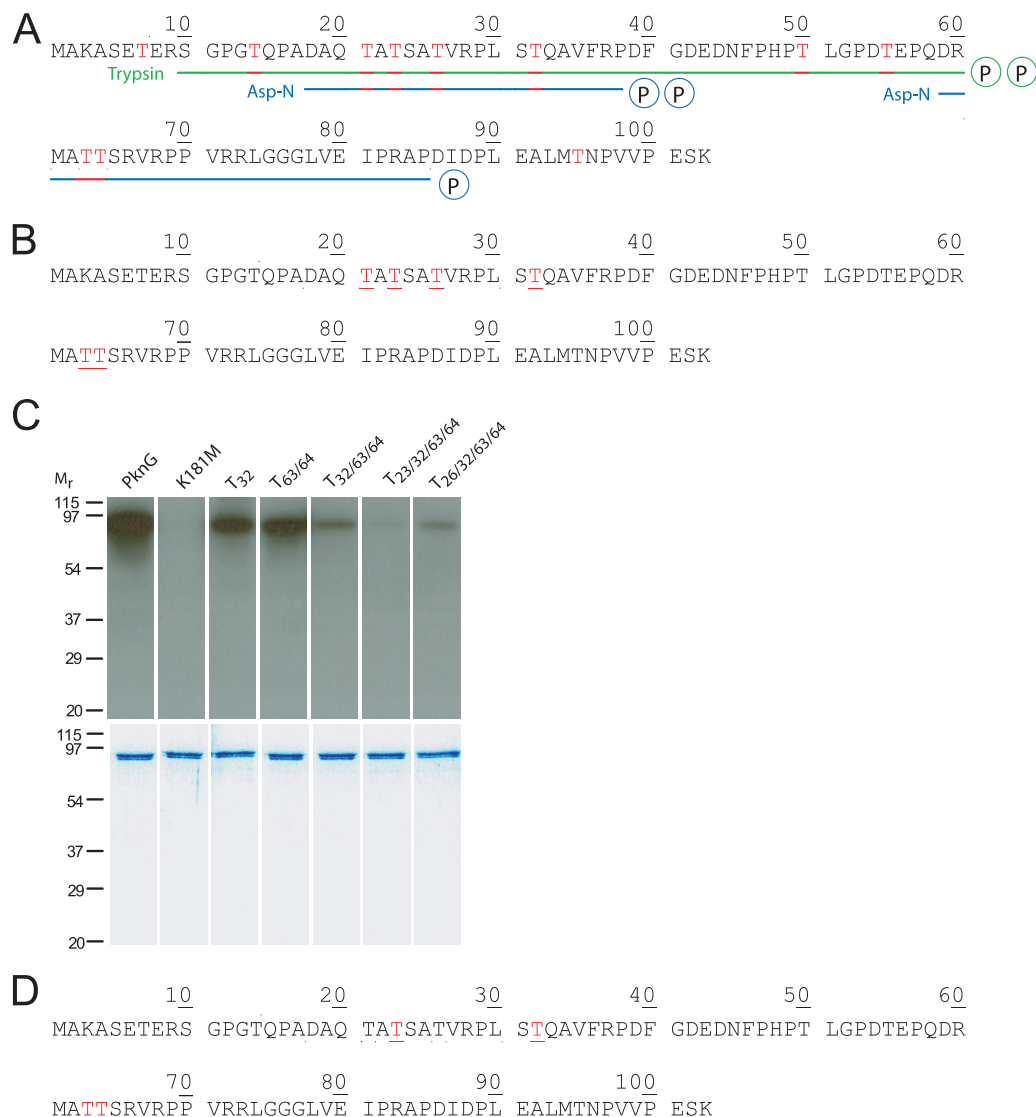 A
10 20 30 40 50 60
MAKASETERS GPGTQPADAQ TATSATVRPL STQAVFRPDF GDEDNFPHPT LGPDTEPQDR
Trypsin P P
Asp-N P P Asp-N
70 80 90 100
MATTSRVRPP VRRLGGGLVE IPRAPDIDPL EALMTNPVVP ESK
P
B
10 20 30 40 50 60
MAKASETERS GPGTQPADAQ TATSATVRPL STQAVFRPDF GDEDNFPHPT LGPDTEPQDR
70 80 90 100
MATTSRVRPP VRRLGGGLVE IPRAPDIDPL EALMTNPVVP ESK
C
Mr PknG K181M T32 T63/64 T32/63/64 T23/32/63/64 T26/32/63/64
115
97
54
37
29
20
115
97
54
37
29
20
D
10 20 30 40 50 60
MAKASETERS GPGTQPADAQ TATSATVRPL STQAVFRPDF GDEDNFPHPT LGPDTEPQDR
70 80 90 100
MATTSRVRPP VRRLGGGLVE IPRAPDIDPL EALMTNPVVP ESK